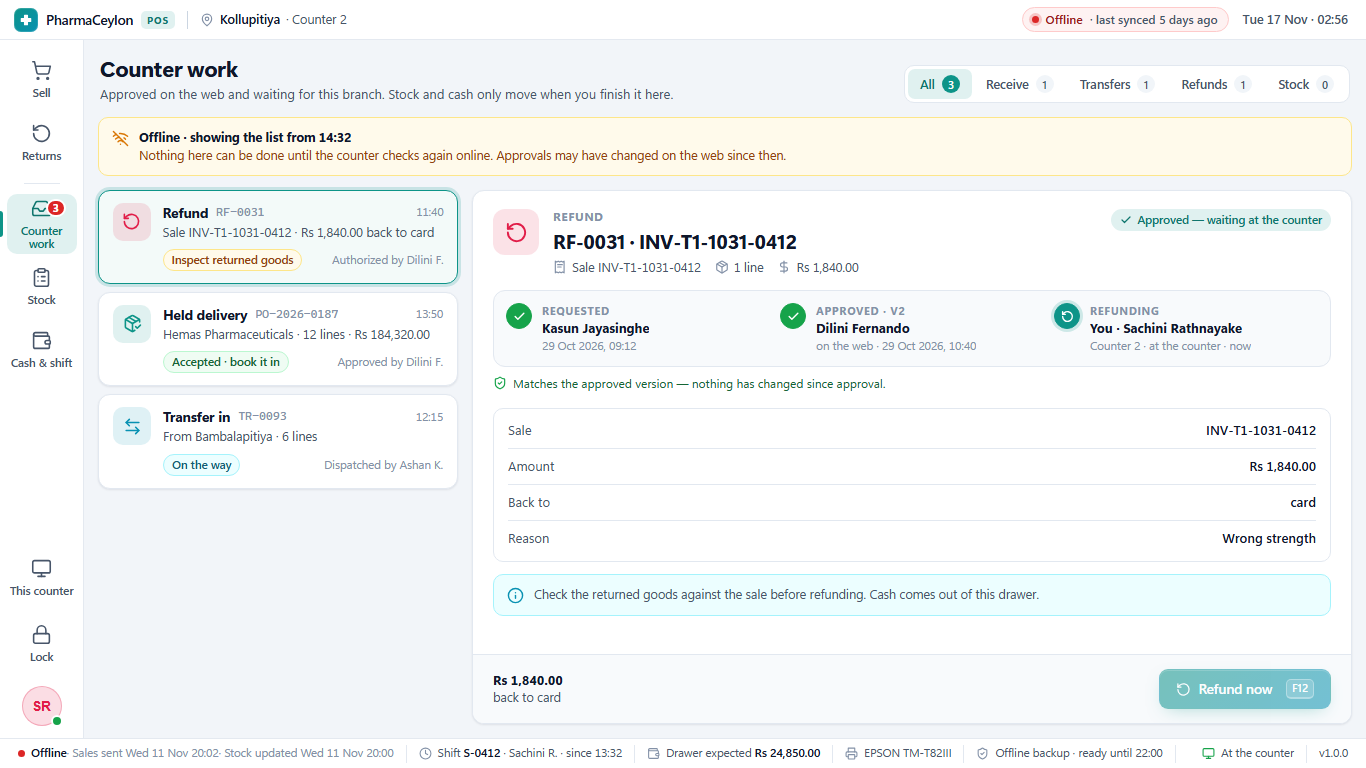 PharmaCeylon POS
Kollupitiya · Counter 2
Offline · last synced 5 days ago
Tue 17 Nov · 02:56
Sell
Returns
3
Counter work
Stock
Cash & shift
This counter
Lock
SR
Counter work
Approved on the web and waiting for this branch. Stock and cash only move when you finish it here.
All 3
Receive 1
Transfers 1
Refunds 1
Stock 0
Offline · showing the list from 14:32
Nothing here can be done until the counter checks again online. Approvals may have changed on the web since then.
Refund RF-0031 11:40
Sale INV-T1-1031-0412 · Rs 1,840.00 back to card
Inspect returned goods Authorized by Dilini F.
Held delivery PO-2026-0187 13:50
Hemas Pharmaceuticals · 12 lines · Rs 184,320.00
Accepted · book it in Approved by Dilini F.
Transfer in TR-0093 12:15
From Bambalapitiya · 6 lines
On the way Dispatched by Ashan K.
REFUND
RF-0031 · INV-T1-1031-0412
Sale INV-T1-1031-0412 1 line Rs 1,840.00
Approved — waiting at the counter
REQUESTED
Kasun Jayasinghe
29 Oct 2026, 09:12
APPROVED · V2
Dilini Fernando
on the web · 29 Oct 2026, 10:40
REFUNDING
You · Sachini Rathnayake
Counter 2 · at the counter · now
Matches the approved version — nothing has changed since approval.
Sale INV-T1-1031-0412
Amount Rs 1,840.00
Back to card
Reason Wrong strength
Check the returned goods against the sale before refunding. Cash comes out of this drawer.
Rs 1,840.00
back to card
Refund now F12
Offline · Sales sent Wed 11 Nov 20:02 · Stock updated Wed 11 Nov 20:00
Shift S-0412 · Sachini R. · since 13:32
Drawer expected Rs 24,850.00
EPSON TM-T82III
Offline backup · ready until 22:00
At the counter
v1.0.0